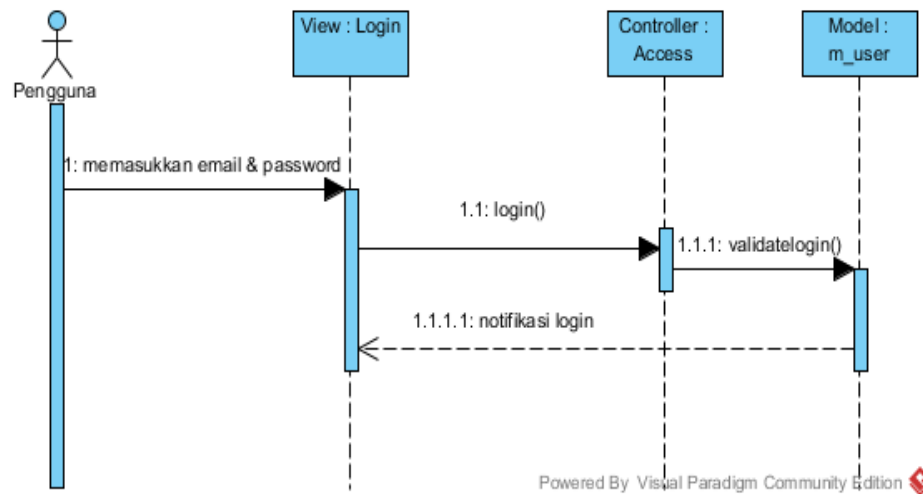 View : Login
Controller :
Access
Model :
m_user
Pengguna
1: memasukkan email & password
1.1: login()
1.1.1: validatelogin()
1.1.1.1: notifikasi login
Powered By Visual Paradigm Community Edition